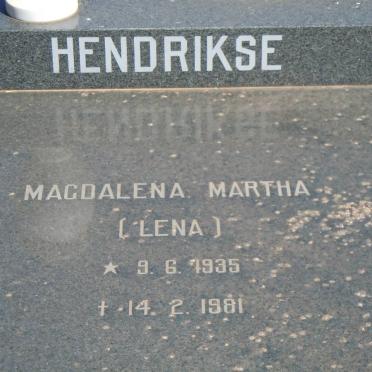 HENDRIKSE
MAGDALENA MARTHA
(LENA)
★ 9. 6. 1935
† 14. 2. 1981